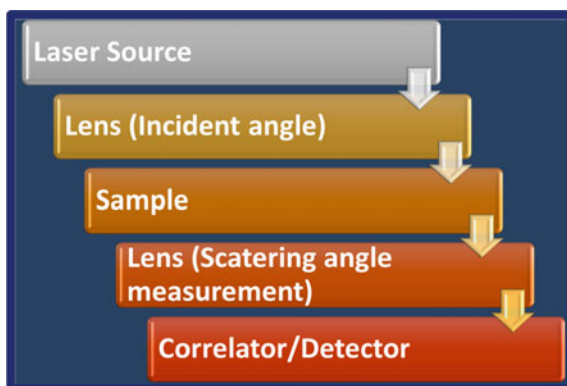 Laser Source
Lens (Incident angle)
Sample
Lens (Scatering angle
measurement)
Correlator/Detector